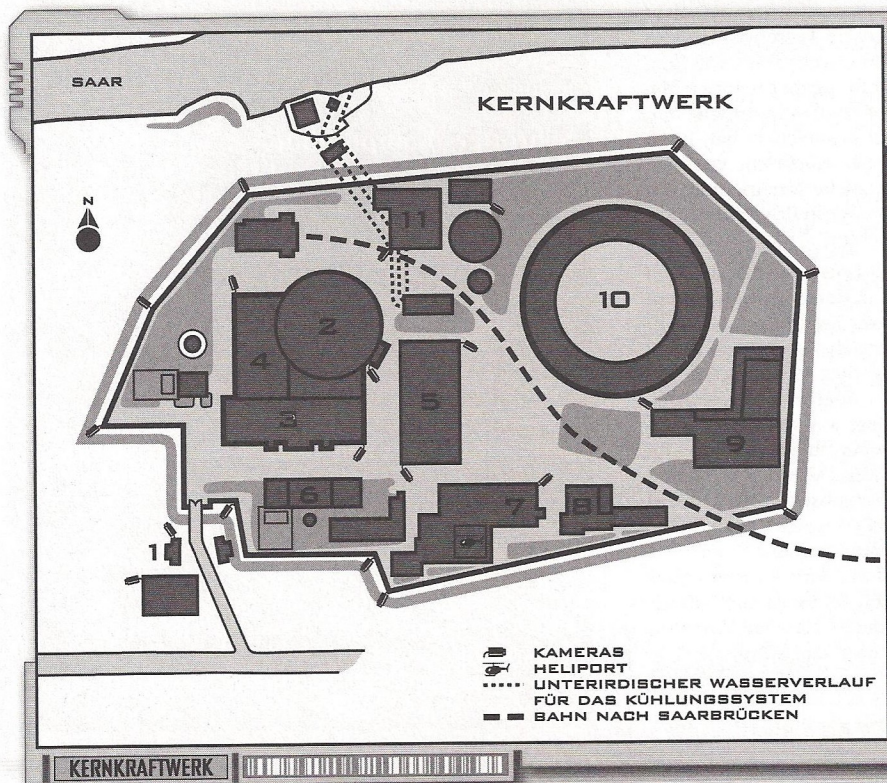 SAAR
KERNKRAFTWERK
N
11
10
2
4
5
3
9
6
7
8
1
KAMERAS
HELIPORT
UNTERIRDISCHER WASSERVERLAUF
FÜR DAS KÜHLUNGSSYSTEM
BAHN NACH SAARBRÜCKEN
KERNKRAFTWERK